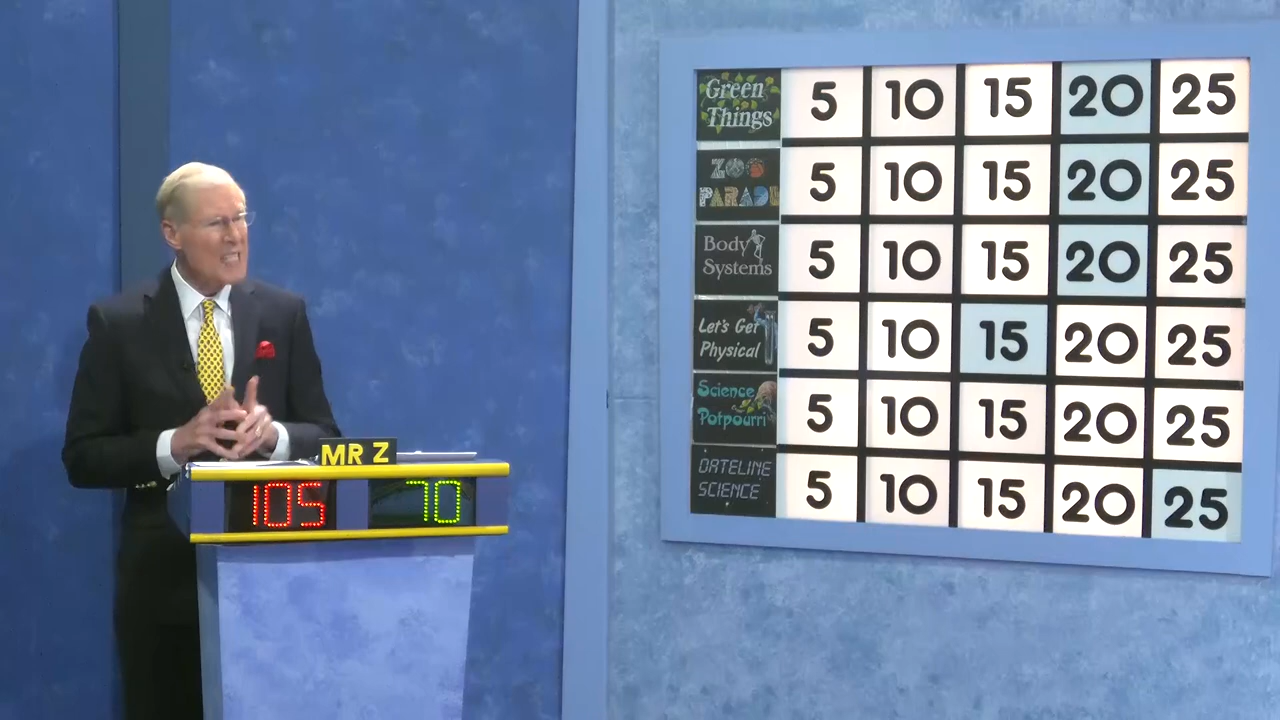 Green Things 5 10 15 20 25
ZOO PARADE 5 10 15 20 25
Body Systems 5 10 15 20 25
Let's Get Physical 5 10 15 20 25
Science Potpourri 5 10 15 20 25
DATELINE SCIENCE 5 10 15 20 25
MR Z
105 70